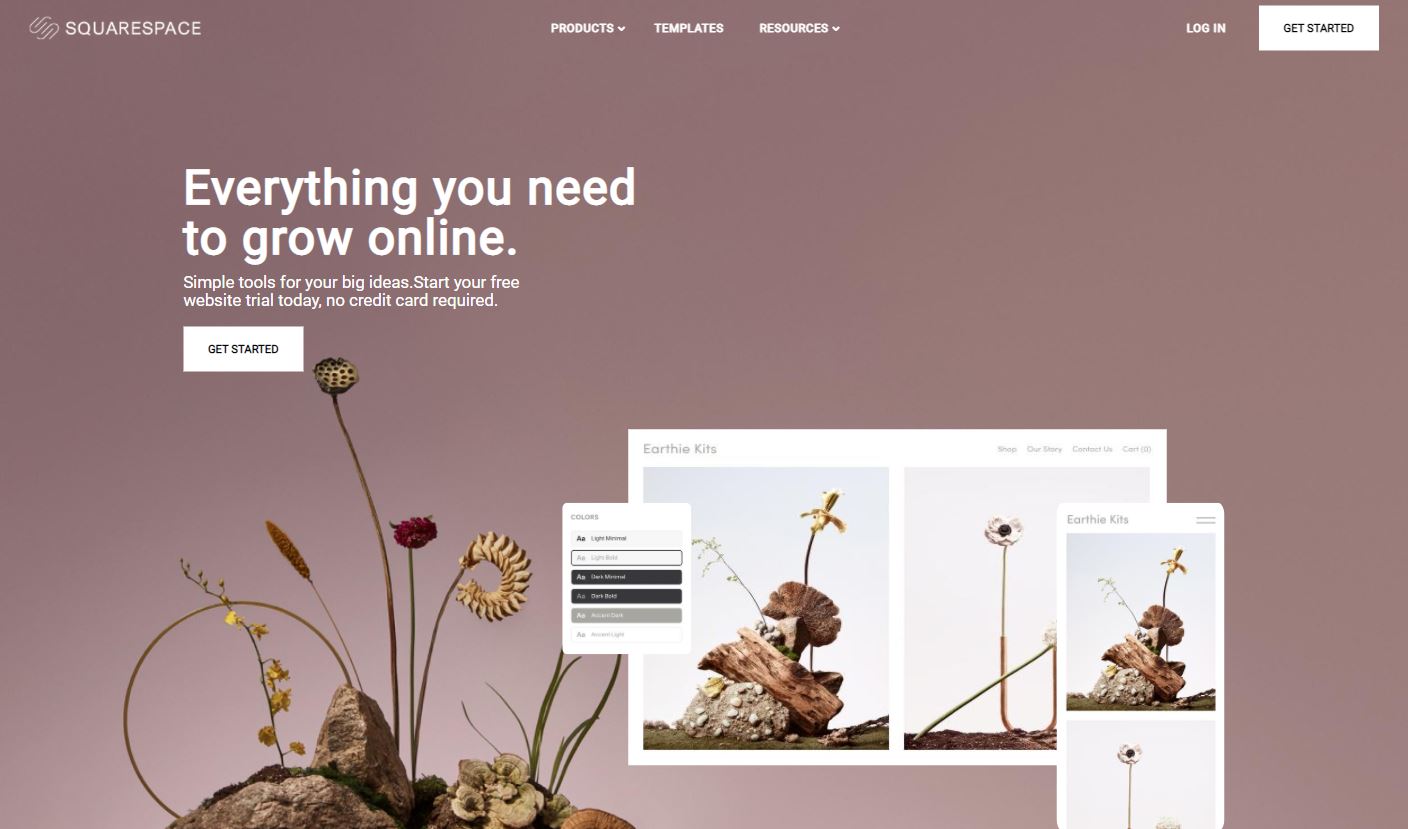 SQUARESPACE
PRODUCTS
TEMPLATES
RESOURCES
LOG IN
GET STARTED
Everything you need
to grow online.
Simple tools for your big ideas.Start your free
website trial today, no credit card required.
GET STARTED
Earthie Kits
Shop
Our Story
Contact Us
Cart (0)
COLORS
Aa Light Minimal
Aa Light Bold
Aa Dark Minimal
Aa Dark Bold
Aa Accent Dark
Aa Accent Light
Earthie Kits